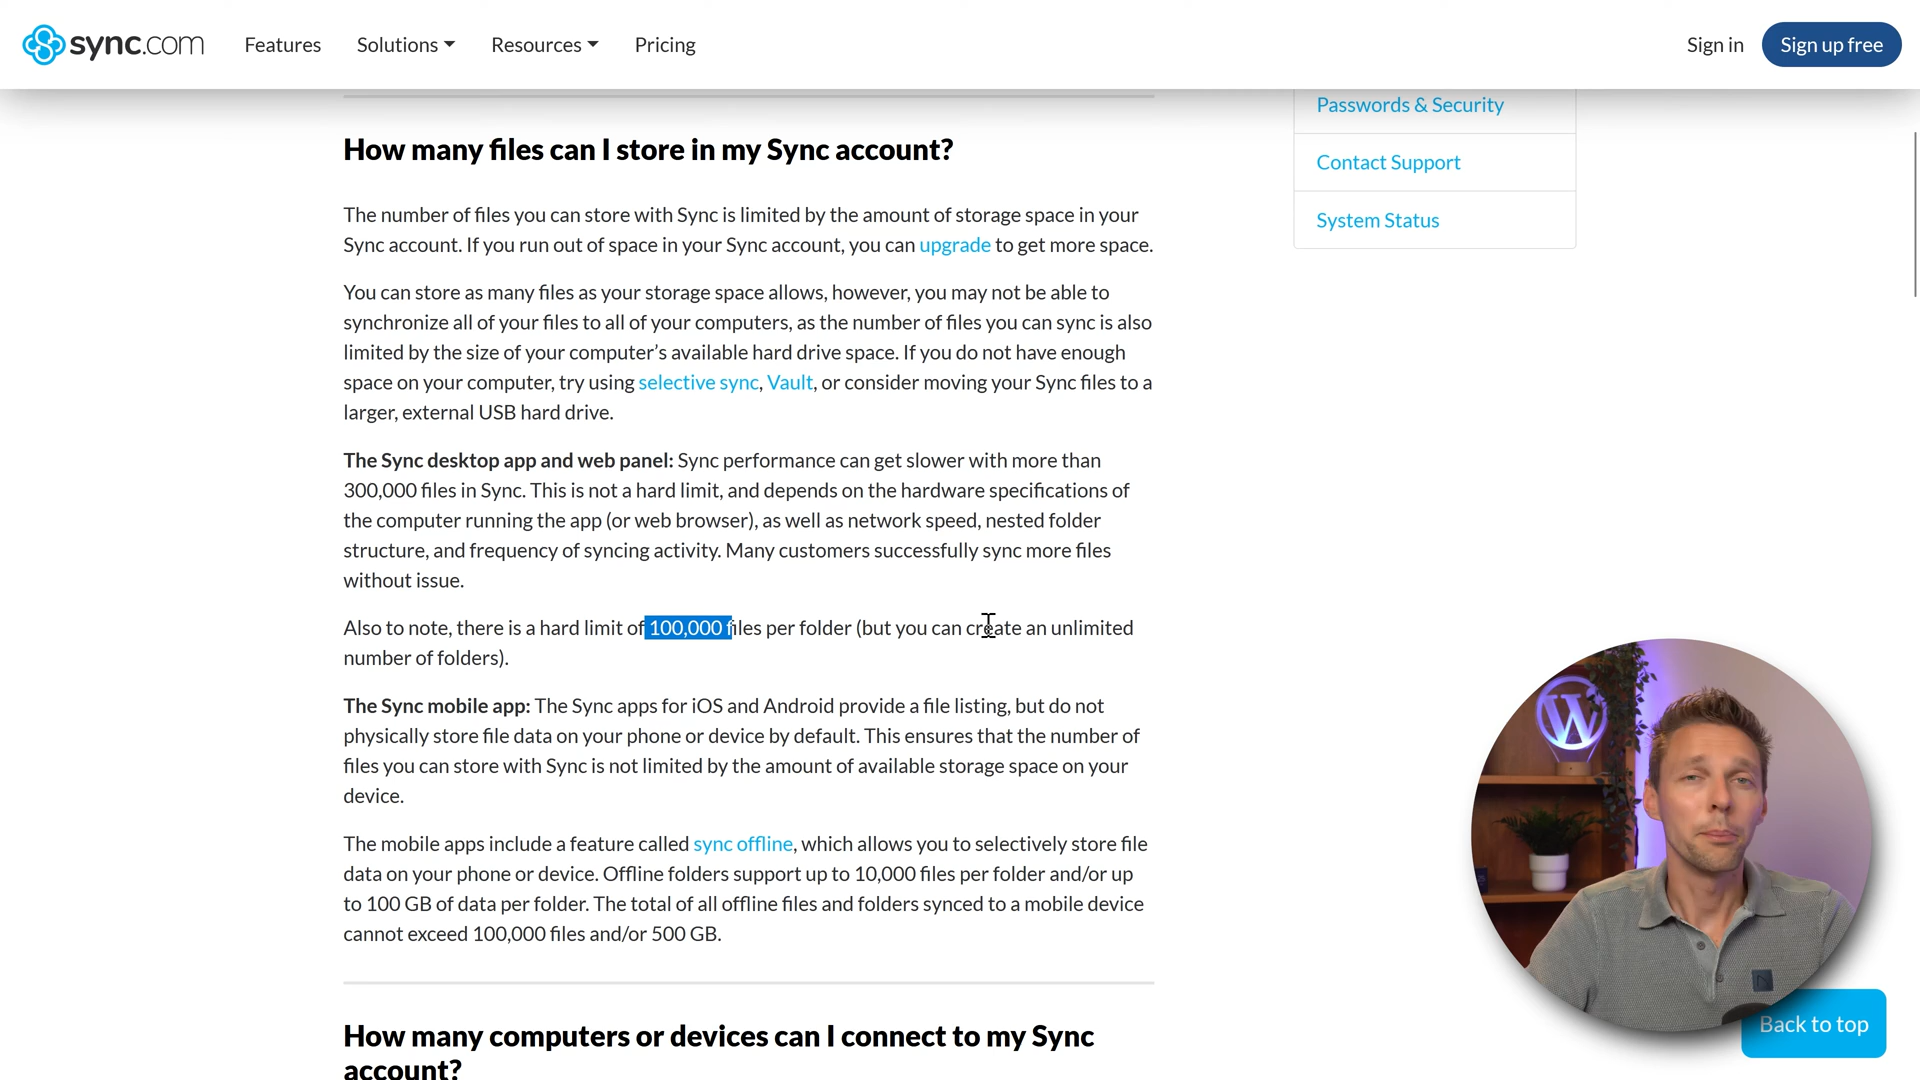 sync.com
Features
Solutions
Resources
Pricing
Sign in
Sign up free
Passwords & Security
Contact Support
System Status
How many files can I store in my Sync account?
The number of files you can store with Sync is limited by the amount of storage space in your
Sync account. If you run out of space in your Sync account, you can upgrade to get more space.
You can store as many files as your storage space allows, however, you may not be able to
synchronize all of your files to all of your computers, as the number of files you can sync is also
limited by the size of your computer’s available hard drive space. If you do not have enough
space on your computer, try using selective sync, Vault, or consider moving your Sync files to a
larger, external USB hard drive.
The Sync desktop app and web panel: Sync performance can get slower with more than
300,000 files in Sync. This is not a hard limit, and depends on the hardware specifications of
the computer running the app (or web browser), as well as network speed, nested folder
structure, and frequency of syncing activity. Many customers successfully sync more files
without issue.
Also to note, there is a hard limit of 100,000 files per folder (but you can create an unlimited
number of folders).
The Sync mobile app: The Sync apps for iOS and Android provide a file listing, but do not
physically store file data on your phone or device by default. This ensures that the number of
files you can store with Sync is not limited by the amount of available storage space on your
device.
The mobile apps include a feature called sync offline, which allows you to selectively store file
data on your phone or device. Offline folders support up to 10,000 files per folder and/or up
to 100 GB of data per folder. The total of all offline files and folders synced to a mobile device
cannot exceed 100,000 files and/or 500 GB.
How many computers or devices can I connect to my Sync
account?
W
Back to top